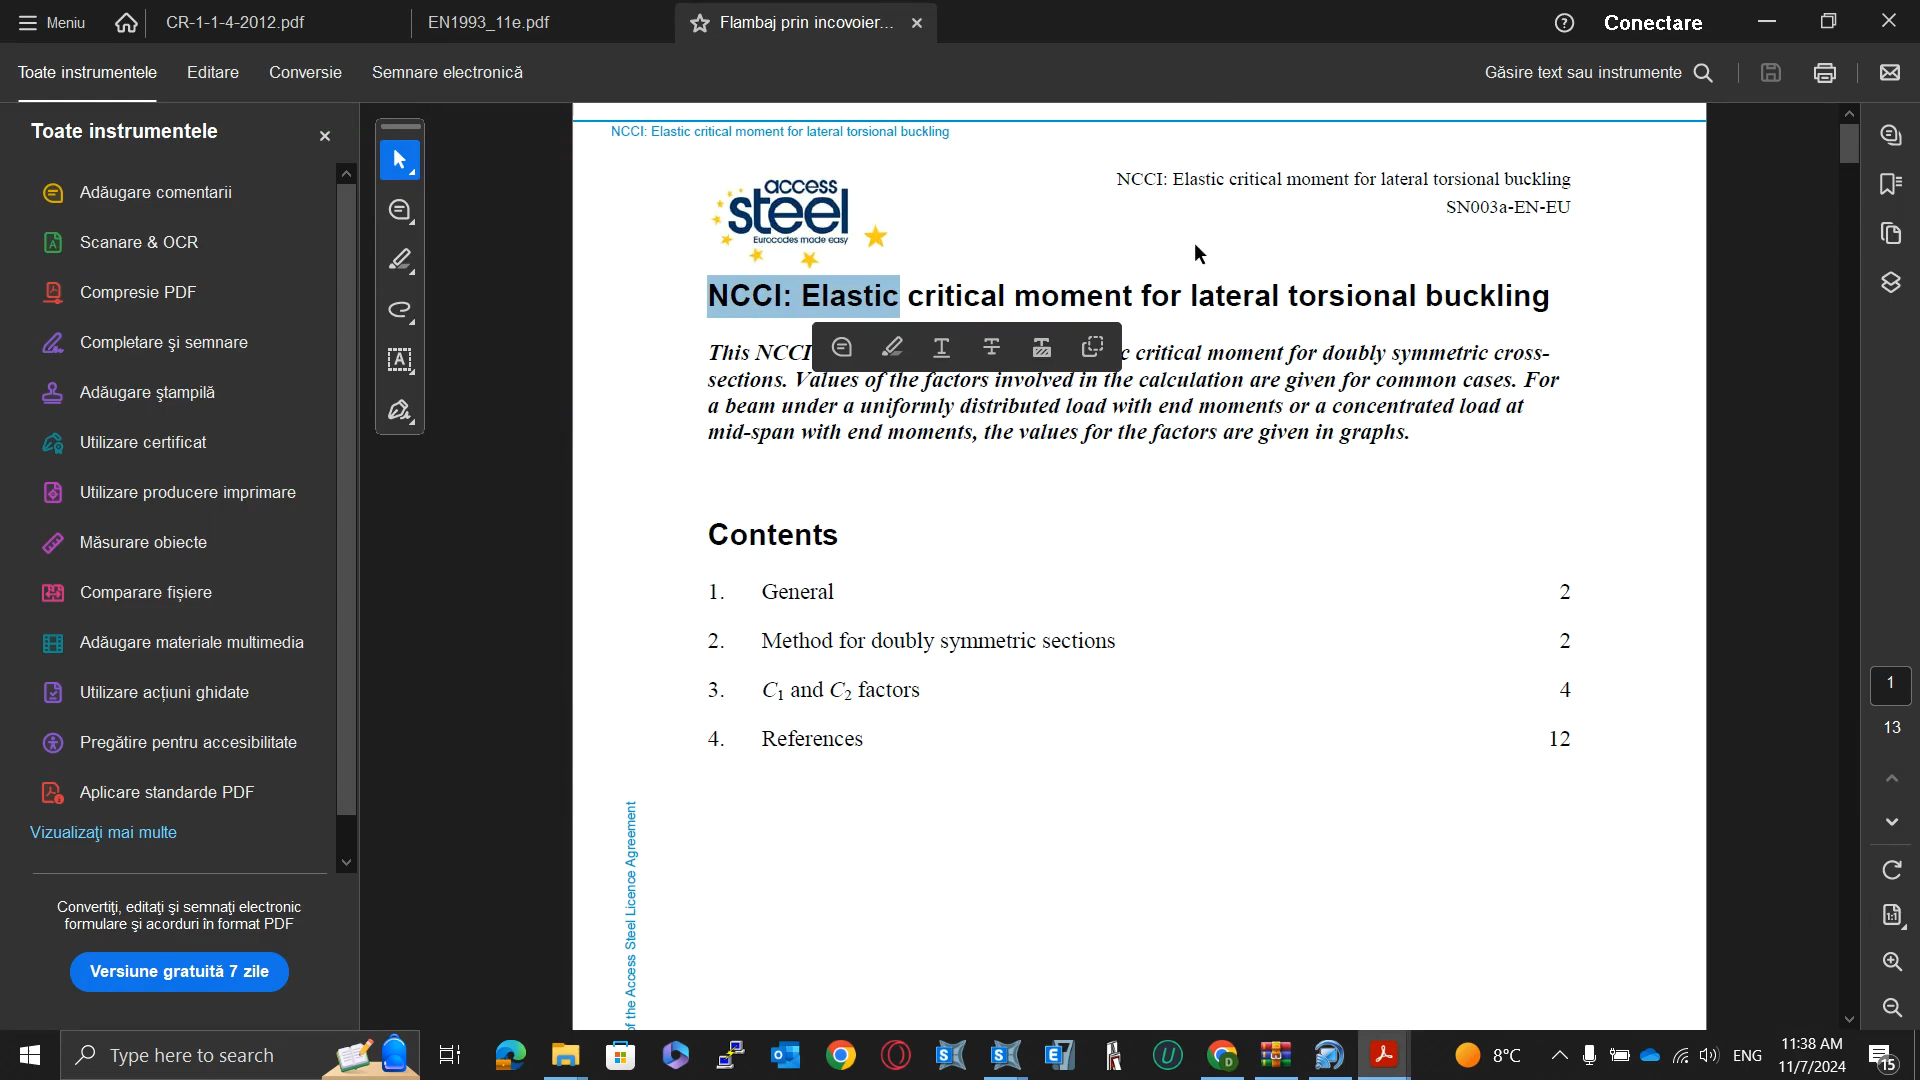 Meniu
CR-1-1-4-2012.pdf
EN1993_11e.pdf
Flambaj prin incovoier...
Conectare
Toate instrumentele
Editare
Conversie
Semnare electronică
Găsire text sau instrumente
Toate instrumentele
Adăugare comentarii
Scanare & OCR
Compresie PDF
Completare și semnare
Adăugare ștampilă
Utilizare certificat
Utilizare producere imprimare
Măsurare obiecte
Comparare fișiere
Adăugare materiale multimedia
Utilizare acțiuni ghidate
Pregătire pentru accesibilitate
Aplicare standarde PDF
Vizualizați mai multe
Convertiți, editați și semnați electronic
formulare și acorduri în format PDF
Versiune gratuită 7 zile
NCCI: Elastic critical moment for lateral torsional buckling
access
steel
Eurocodes made easy
NCCI: Elastic critical moment for lateral torsional buckling
SN003a-EN-EU
NCCI: Elastic critical moment for lateral torsional buckling
This NCCI critical moment for doubly symmetric cross-
sections. Values of the factors involved in the calculation are given for common cases. For
a beam under a uniformly distributed load with end moments or a concentrated load at
mid-span with end moments, the values for the factors are given in graphs.
Contents
1. General 2
2. Method for doubly symmetric sections 2
3. C1 and C2 factors 4
4. References 12
of the Access Steel Licence Agreement
1
13
Type here to search
8°C
ENG
11:38 AM
11/7/2024
15